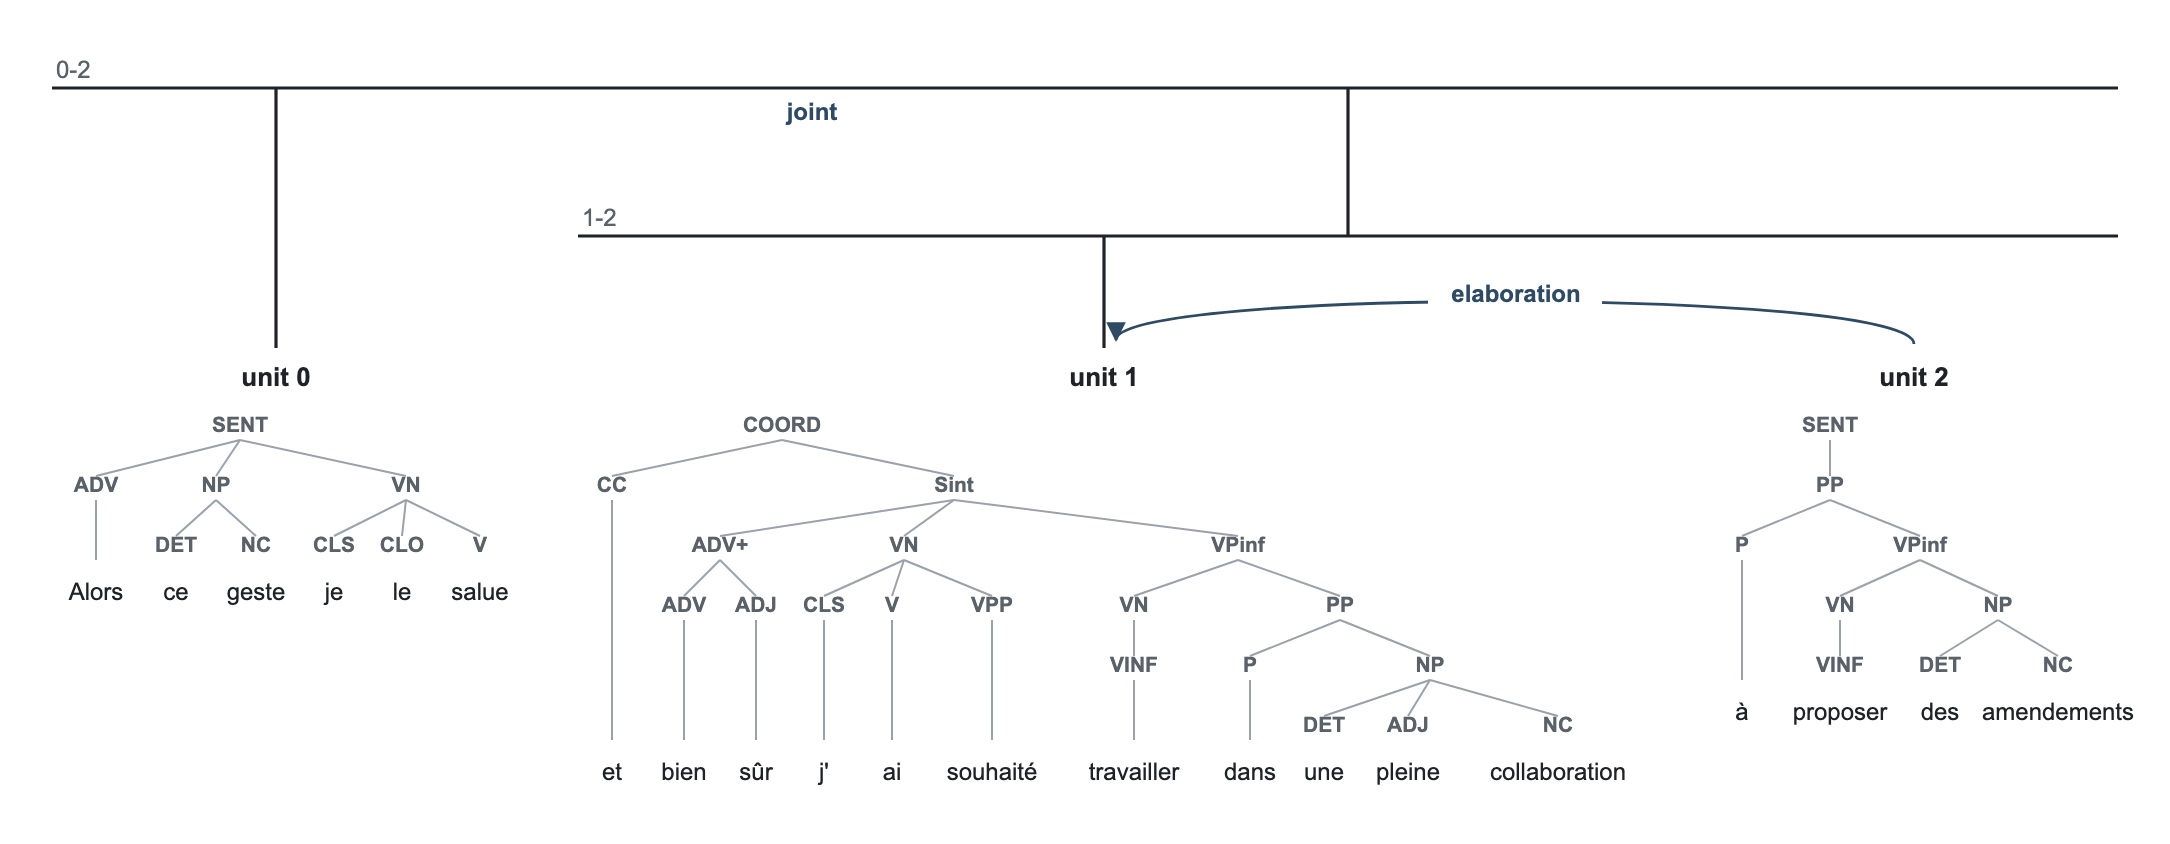 0-2
joint
1-2
elaboration
unit 0 unit 1 unit 2
SENT COORD SENT
ADV NP VN CC Sint PP
DET NC CLS CLO V ADV+ VN VPinf P VPinf
Alors ce geste je le salue ADV ADJ CLS V VPP VN PP VN NP
VINF P NP VINF DET NC
à proposer des amendements
DET ADJ NC
et bien sûr j' ai souhaité travailler dans une pleine collaboration